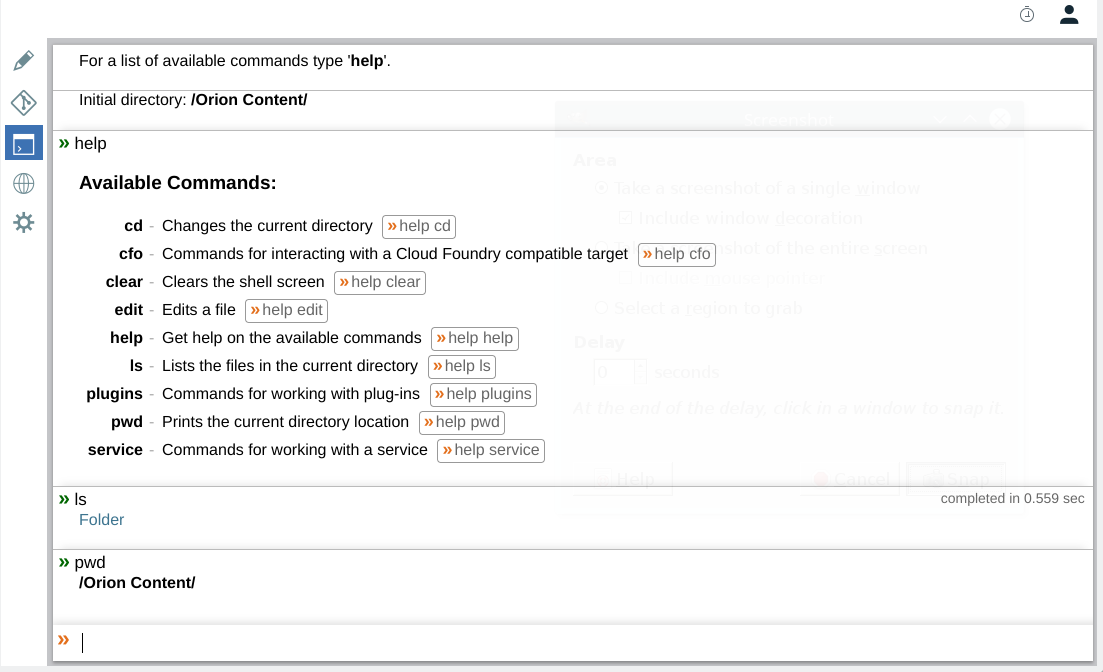 For a list of available commands type 'help'.
Initial directory: /Orion Content/
» help
Available Commands:
cd - Changes the current directory » help cd
cfo - Commands for interacting with a Cloud Foundry compatible target » help cfo
clear - Clears the shell screen » help clear
edit - Edits a file » help edit
help - Get help on the available commands » help help
ls - Lists the files in the current directory » help ls
plugins - Commands for working with plug-ins » help plugins
pwd - Prints the current directory location » help pwd
service - Commands for working with a service » help service
» ls completed in 0.559 sec
Folder
» pwd
/Orion Content/
»
Screenshot
Area
Take a screenshot of a single window
Include window decoration
shot of the entire screen
Include mouse pointer
Select a region to grab
Delay
0 seconds
At the end of the delay, click in a window to snap it.
Help Cancel Snap